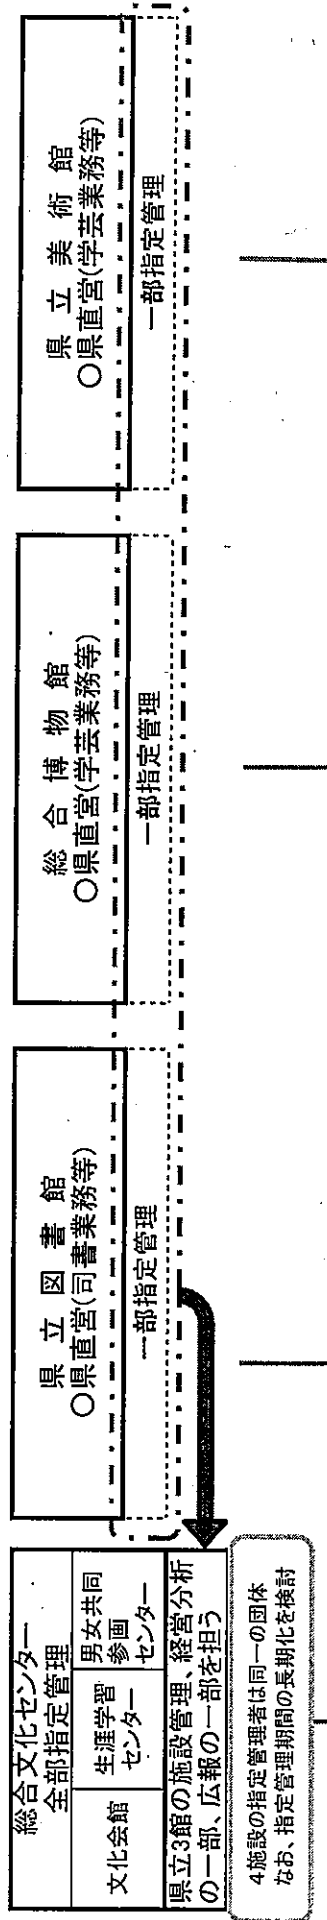 総合文化センター
全部指定管理
文化会館
生涯学習
センター
男女共同
参画
センター
県立3館の施設管理、経営分析
の一部、広報の一部を担う
4施設の指定管理者は同一の団体
なお、指定管理期間の長期化を検討
県立図書館
○県直営(司書業務等)
一部指定管理
総合博物館
○県直営(学芸業務等)
一部指定管理
県立美術館
○県直営(学芸業務等)
一部指定管理